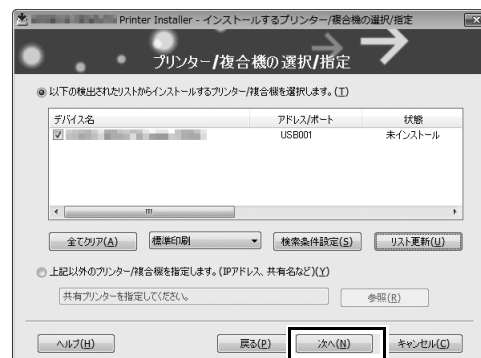 Printer Installer - インストールするプリンター/複合機の選択/指定
プリンター/複合機の選択/指定
以下の検出されたリストからインストールするプリンター/複合機を選択します。(T)
デバイス名 アドレス/ポート 状態
USB001 未インストール
全てクリア(A) 標準印刷 検索条件設定(S) リスト更新(U)
上記以外のプリンター/複合機を指定します。(IPアドレス、共有名など)(Y)
共有プリンターを指定してください。 参照(R)
ヘルプ(H) 戻る(P) 次へ(N) キャンセル(C)